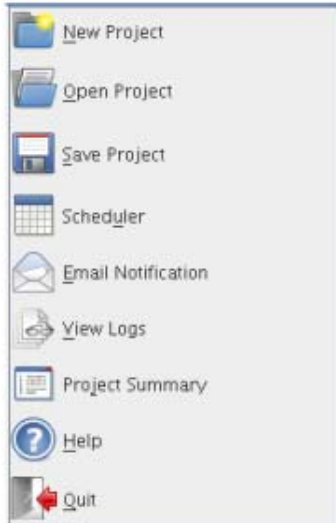 New Project
Open Project
Save Project
Scheduler
Email Notification
View Logs
Project Summary
Help
Quit